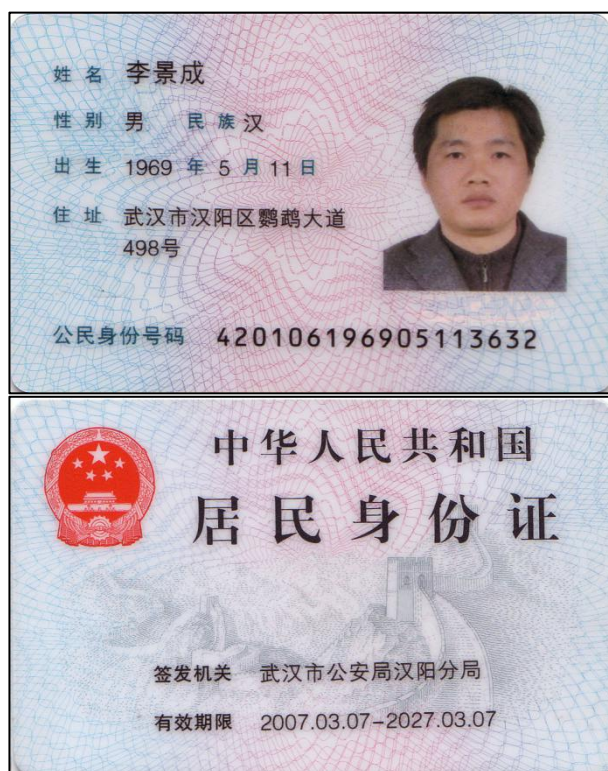 姓名 李景成
性别 男 民族 汉
出生 1969 年 5 月 11 日
住址 武汉市汉阳区鹦鹉大道
498号
公民身份号码 420106196905113632
中华人民共和国
居民身份证
签发机关 武汉市公安局汉阳分局
有效期限 2007.03.07-2027.03.07